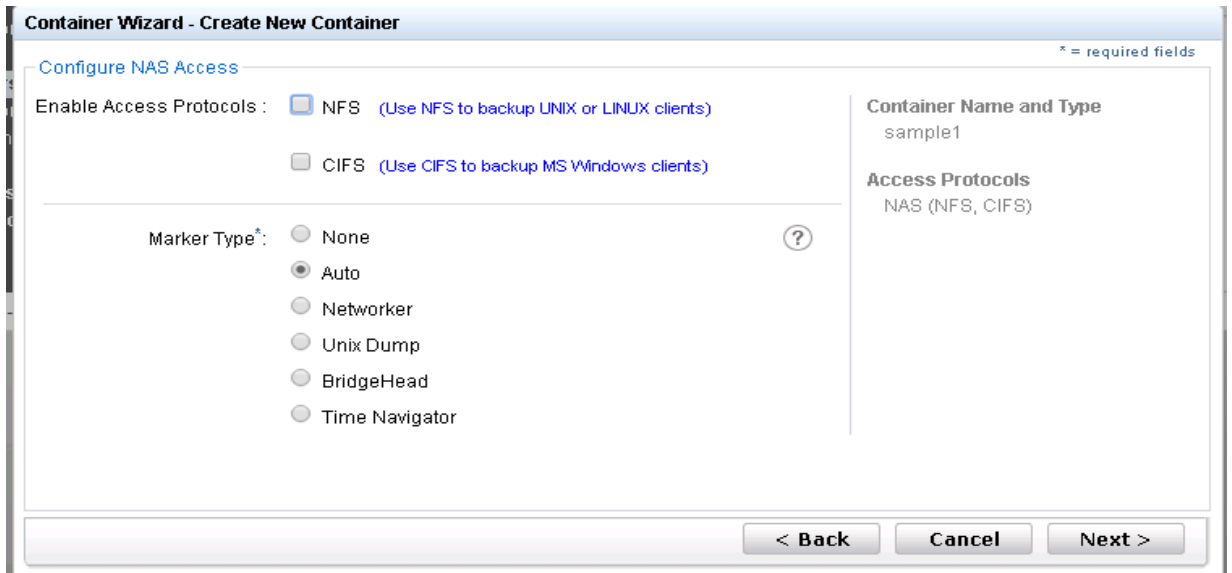 Container Wizard - Create New Container
* = required fields
Configure NAS Access
Enable Access Protocols :
NFS (Use NFS to backup UNIX or LINUX clients)
CIFS (Use CIFS to backup MS Windows clients)
Marker Type*:
None
?
Auto
Networker
Unix Dump
BridgeHead
Time Navigator
Container Name and Type
sample1
Access Protocols
NAS (NFS, CIFS)
< Back
Cancel
Next >